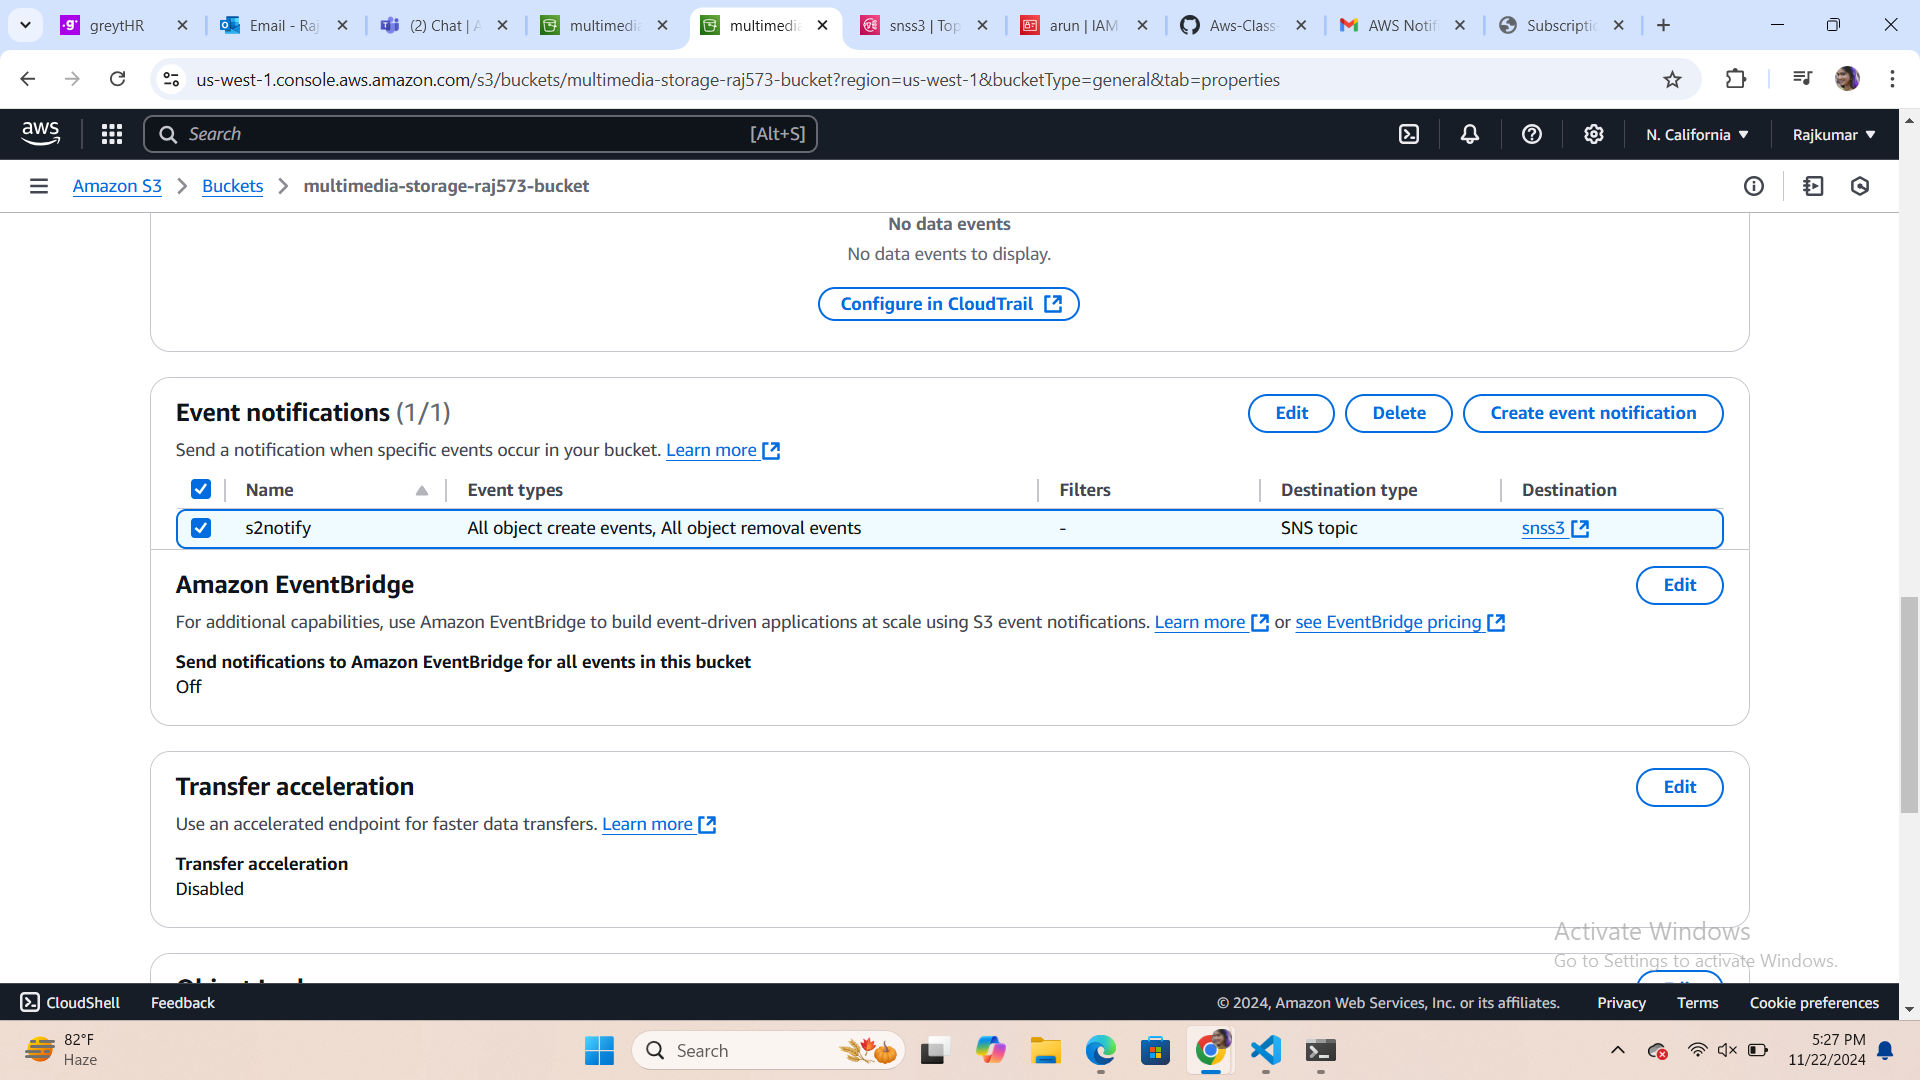 greytHR
Email - Raj
(2) Chat | A
multimedia
multimedia
snss3 | Top
arun | IAM
Aws-Class-
AWS Notifi
Subscriptio
us-west-1.console.aws.amazon.com/s3/buckets/multimedia-storage-raj573-bucket?region=us-west-1&bucketType=general&tab=properties
aws
Search
[Alt+S]
N. California
Rajkumar
Amazon S3
Buckets
multimedia-storage-raj573-bucket
No data events
No data events to display.
Configure in CloudTrail
Event notifications (1/1)
Edit
Delete
Create event notification
Send a notification when specific events occur in your bucket. Learn more
Name
Event types
Filters
Destination type
Destination
s2notify
All object create events, All object removal events
-
SNS topic
snss3
Amazon EventBridge
Edit
For additional capabilities, use Amazon EventBridge to build event-driven applications at scale using S3 event notifications. Learn more or see EventBridge pricing
Send notifications to Amazon EventBridge for all events in this bucket
Off
Transfer acceleration
Edit
Use an accelerated endpoint for faster data transfers. Learn more
Transfer acceleration
Disabled
Activate Windows
Go to Settings to activate Windows.
CloudShell
Feedback
© 2024, Amazon Web Services, Inc. or its affiliates.
Privacy
Terms
Cookie preferences
82°F
Haze
Search
5:27 PM
11/22/2024